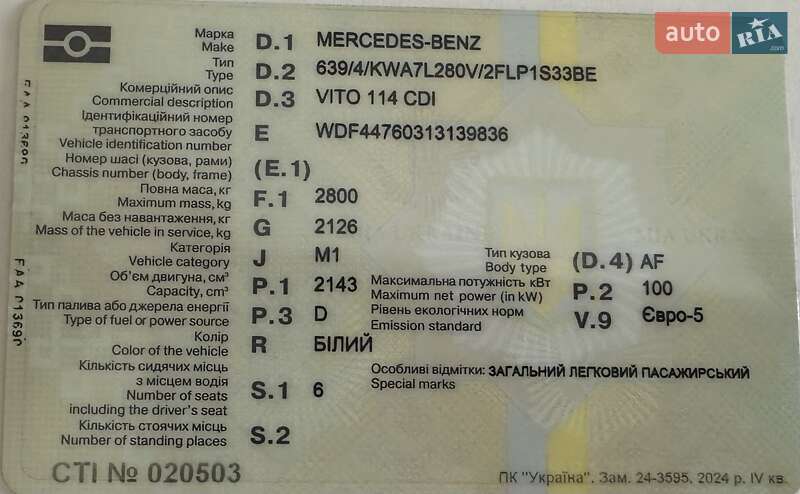 auto RIA.com
Марка
Make D.1 MERCEDES-BENZ
Тип
Type D.2 639/4/KWA7L280V/2FLP1S33BE
Комерційний опис
Commercial description D.3 VITO 114 CDI
Ідентифікаційний номер
транспортного засобу
Vehicle identification number E WDF44760313139836
Номер шасі (кузова, рами)
Chassis number (body, frame) (E.1)
Повна маса, кг
Maximum mass, kg F.1 2800
Маса без навантаження, кг
Mass of the vehicle in service, kg G 2126
Категорія
Vehicle category J M1
Тип кузова
Body type (D.4) AF
Об'єм двигуна, см³
Capacity, cm³ P.1 2143
Максимальна потужність кВт
Maximum net power (in kW) P.2 100
Тип палива або джерела енергії
Type of fuel or power source P.3 D
Рівень екологічних норм
Emission standard V.9 Євро-5
Колір
Color of the vehicle R БІЛИЙ
Кількість сидячих місць
з місцем водія
Number of seats
including the driver's seat S.1 6
Особливі відмітки: ЗАГАЛЬНИЙ ЛЕГКОВИЙ ПАСАЖИРСЬКИЙ
Special marks
Кількість стоячих місць
Number of standing places S.2
СТІ № 020503
ПК "Україна". Зам. 24-3595. 2024 р. IV кв.